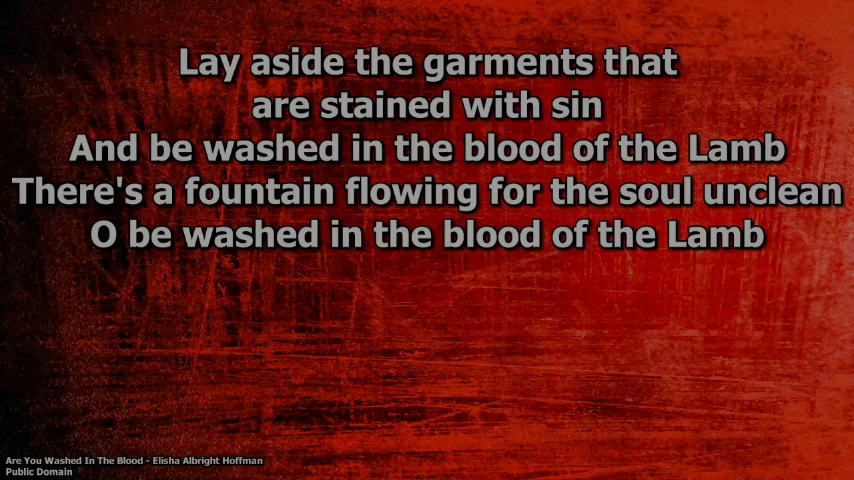 Lay aside the garments that
are stained with sin
And be washed in the blood of the Lamb
There's a fountain flowing for the soul unclean
O be washed in the blood of the Lamb
Are You Washed In The Blood - Elisha Albright Hoffman
Public Domain